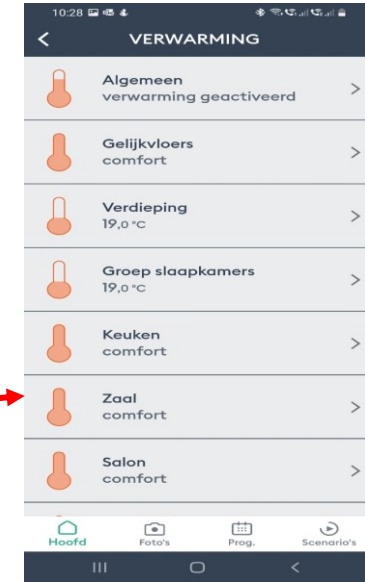 10:28
VERWARMING
Algemeen
verwarming geactiveerd
Gelijkvloers
comfort
Verdieping
19,0 °C
Groep slaapkamers
19,0 °C
Keuken
comfort
Zaal
comfort
Salon
comfort
Hoofd Foto's Prog. Scenario's